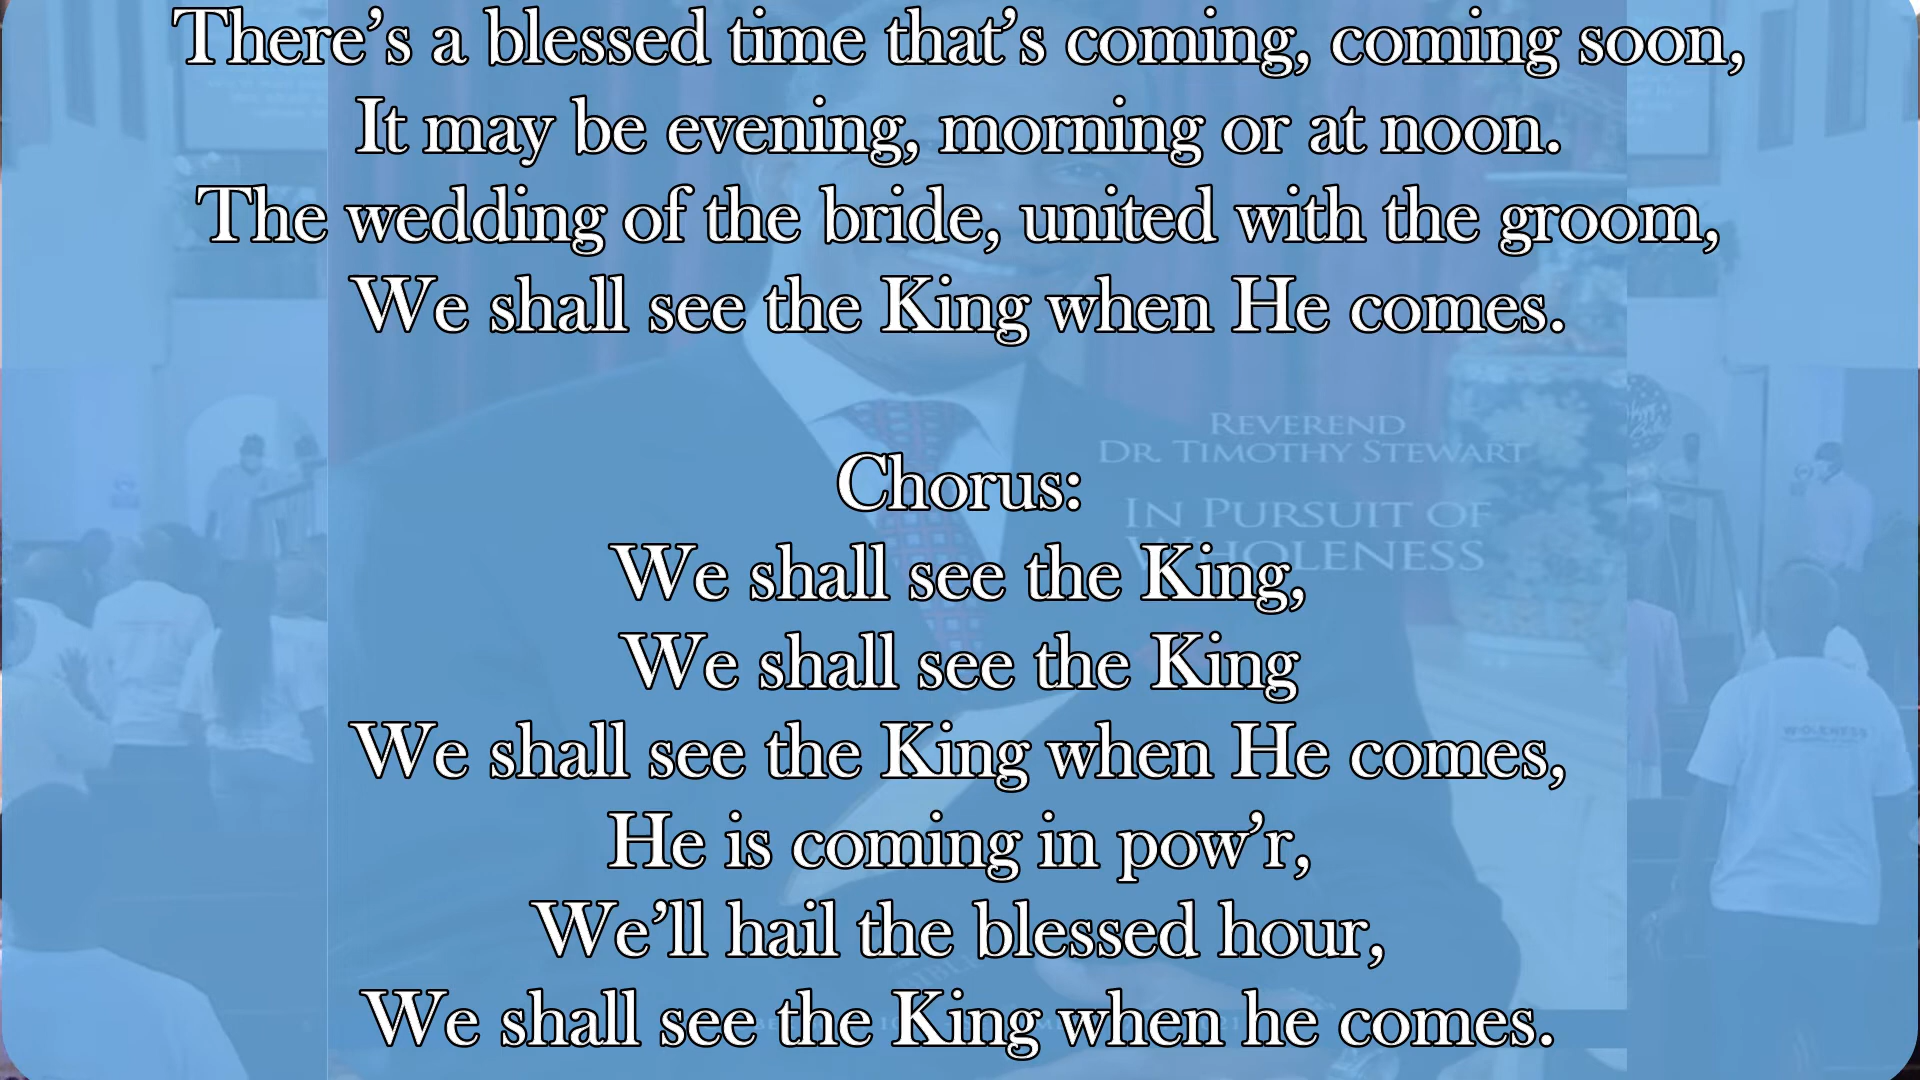 There’s a blessed time that’s coming, coming soon,
It may be evening, morning or at noon.
The wedding of the bride, united with the groom,
We shall see the King when He comes.
Chorus:
We shall see the King,
We shall see the King
We shall see the King when He comes,
He is coming in pow’r,
We’ll hail the blessed hour,
We shall see the King when he comes.
REVEREND
DR. TIMOTHY STEWART
IN PURSUIT OF
WHOLENESS